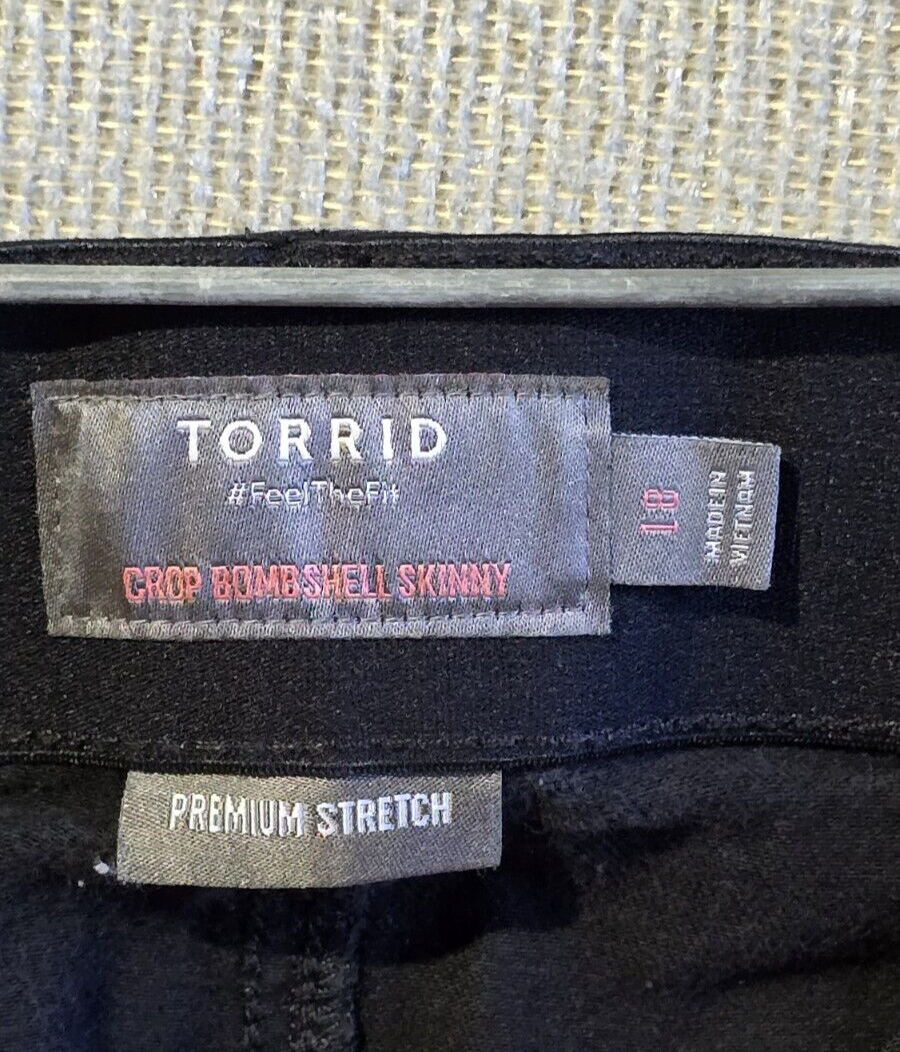 TORRID
#FeelTheFit
CROP BOMBSHELL SKINNY
18
MADE IN
VIETNAM
PREMIUM STRETCH